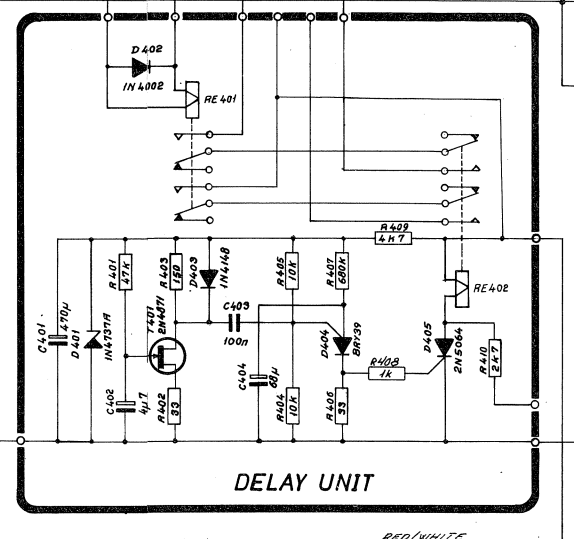 D402
1N4002
RE401
R409
4K7
R401
47K
R403
150
D403
1N4148
R405
10K
R407
680K
RE402
C401
470µ
D401
1N4737A
T401
2N4871
C403
100n
D404
BRY39
D405
2N5064
R410
2K7
C402
4µ7
R402
33
C404
68µ
R404
10K
R408
1K
R406
33
DELAY UNIT
RED/WHITE